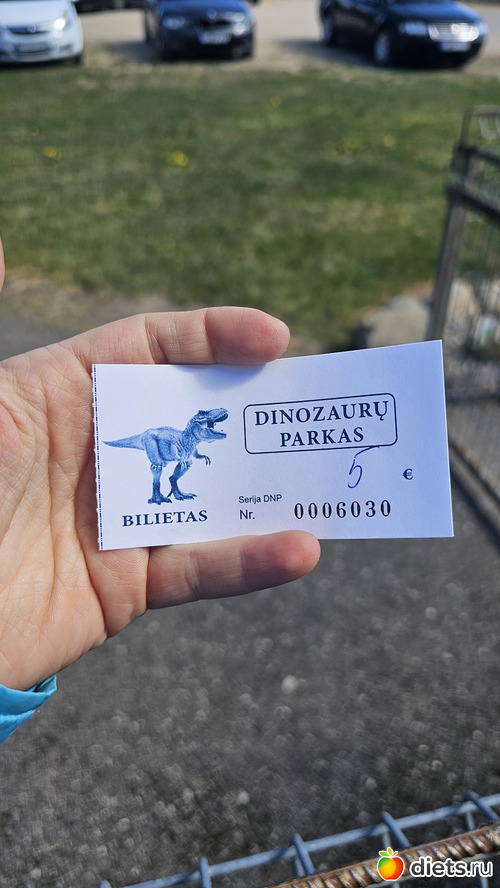 DINOZAURŲ
PARKAS
5 €
BILIETAS
Serija DNP
Nr. 0006030
diets.ru